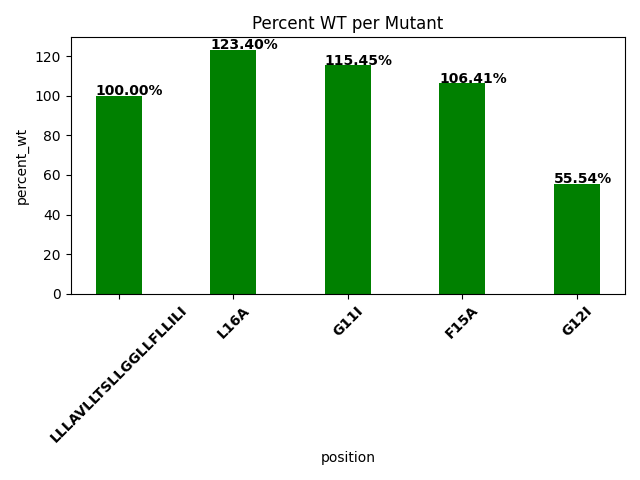 Percent WT per Mutant
percent_wt
120
100
80
60
40
20
0
100.00%
123.40%
115.45%
106.41%
55.54%
LLLAVLLTSLLGGLLFLLILI
L16A
G11I
F15A
G12I
position